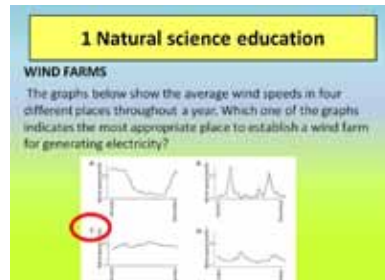 1 Natural science education
WIND FARMS
The graphs below show the average wind speeds in four
different places throughout a year. Which one of the graphs
indicates the most appropriate place to establish a wind farm
for generating electricity?